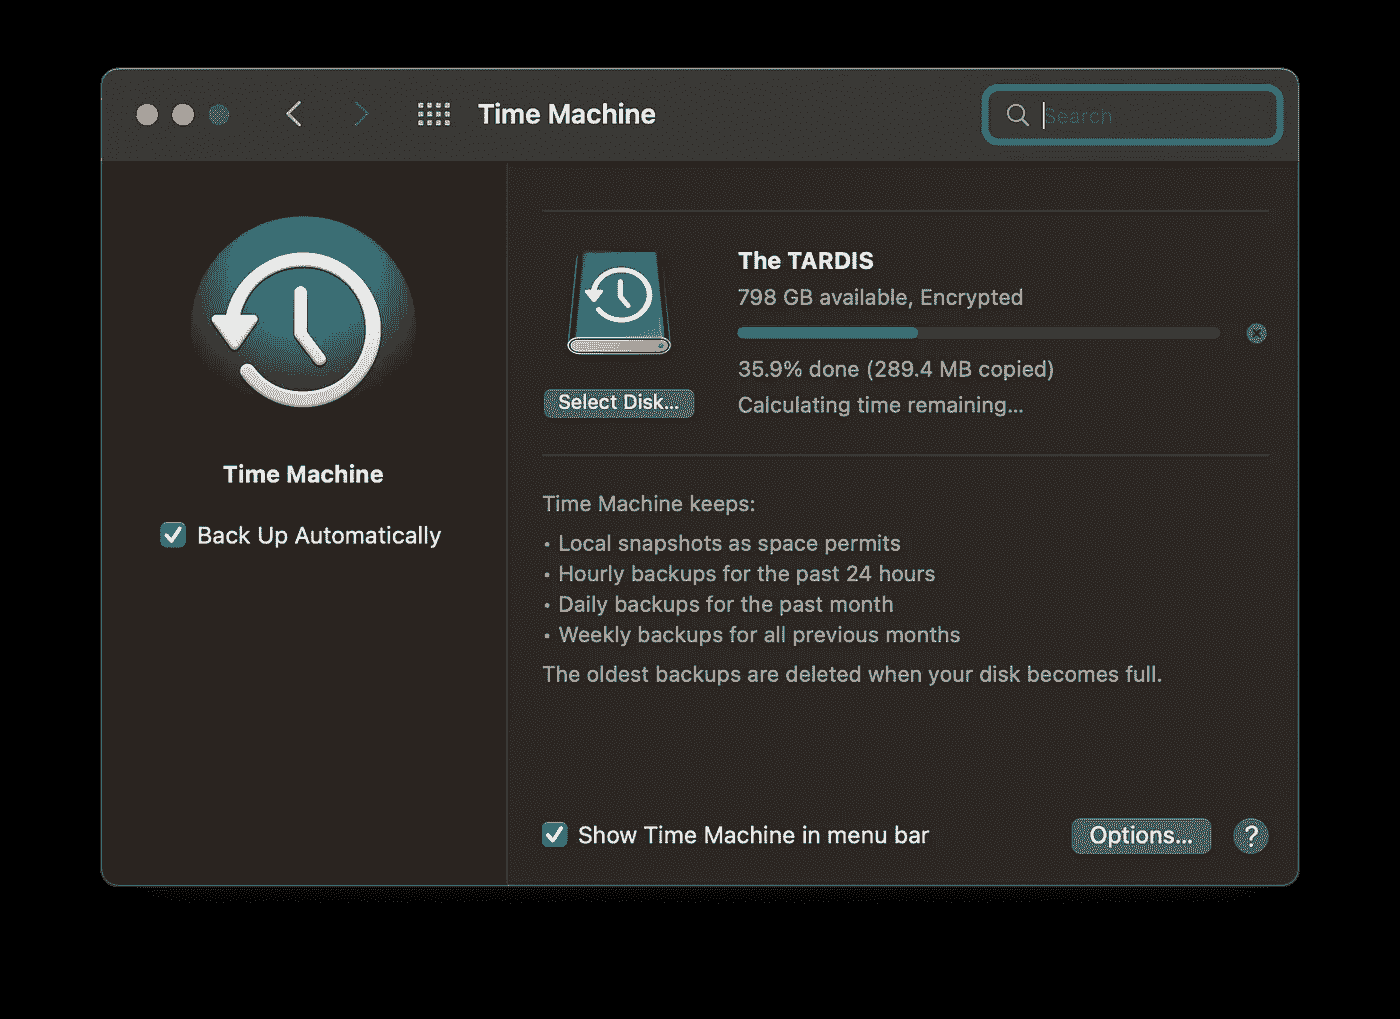 Time Machine
Search
The TARDIS
798 GB available, Encrypted
35.9% done (289.4 MB copied)
Calculating time remaining...
Select Disk...
Time Machine
Back Up Automatically
Time Machine keeps:
• Local snapshots as space permits
• Hourly backups for the past 24 hours
• Daily backups for the past month
• Weekly backups for all previous months
The oldest backups are deleted when your disk becomes full.
Show Time Machine in menu bar
Options...
?